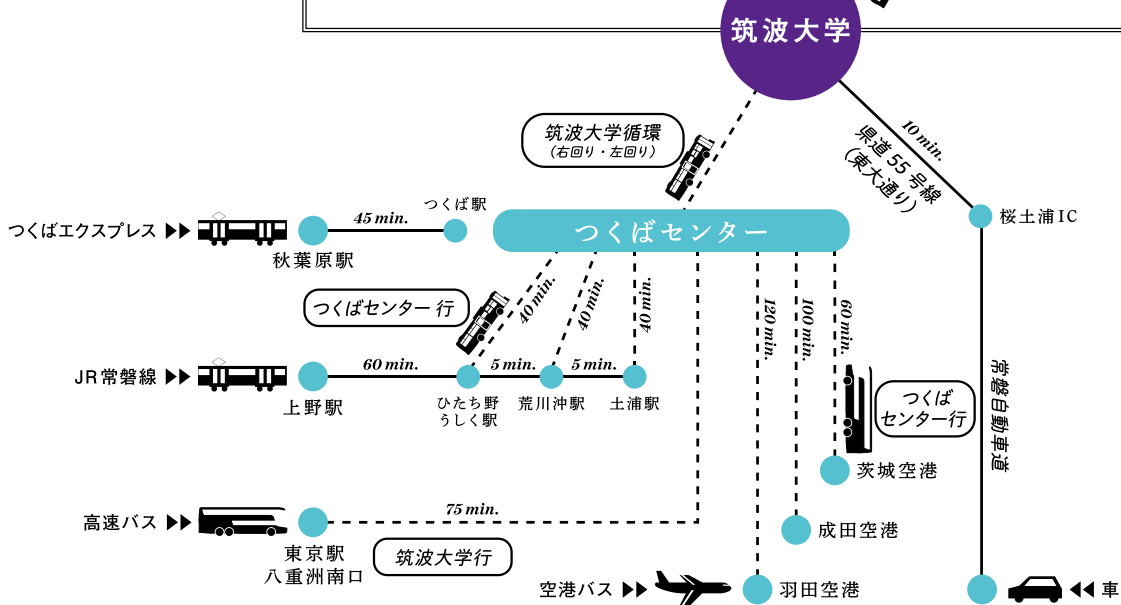 筑波大学
筑波大学循環
(右回り・左回り)
10 min.
県道 55 号線
(東大通り)
つくばエクスプレス
45 min.
つくば駅
つくばセンター
桜土浦IC
秋葉原駅
つくばセンター 行
40 min.
40 min.
40 min.
120 min.
100 min.
60 min.
JR常磐線
60 min.
5 min.
5 min.
上野駅
ひたち野
うしく駅
荒川沖駅
土浦駅
つくば
センター行
常磐自動車道
茨城空港
高速バス
75 min.
東京駅
八重洲南口
筑波大学行
成田空港
空港バス
羽田空港
車